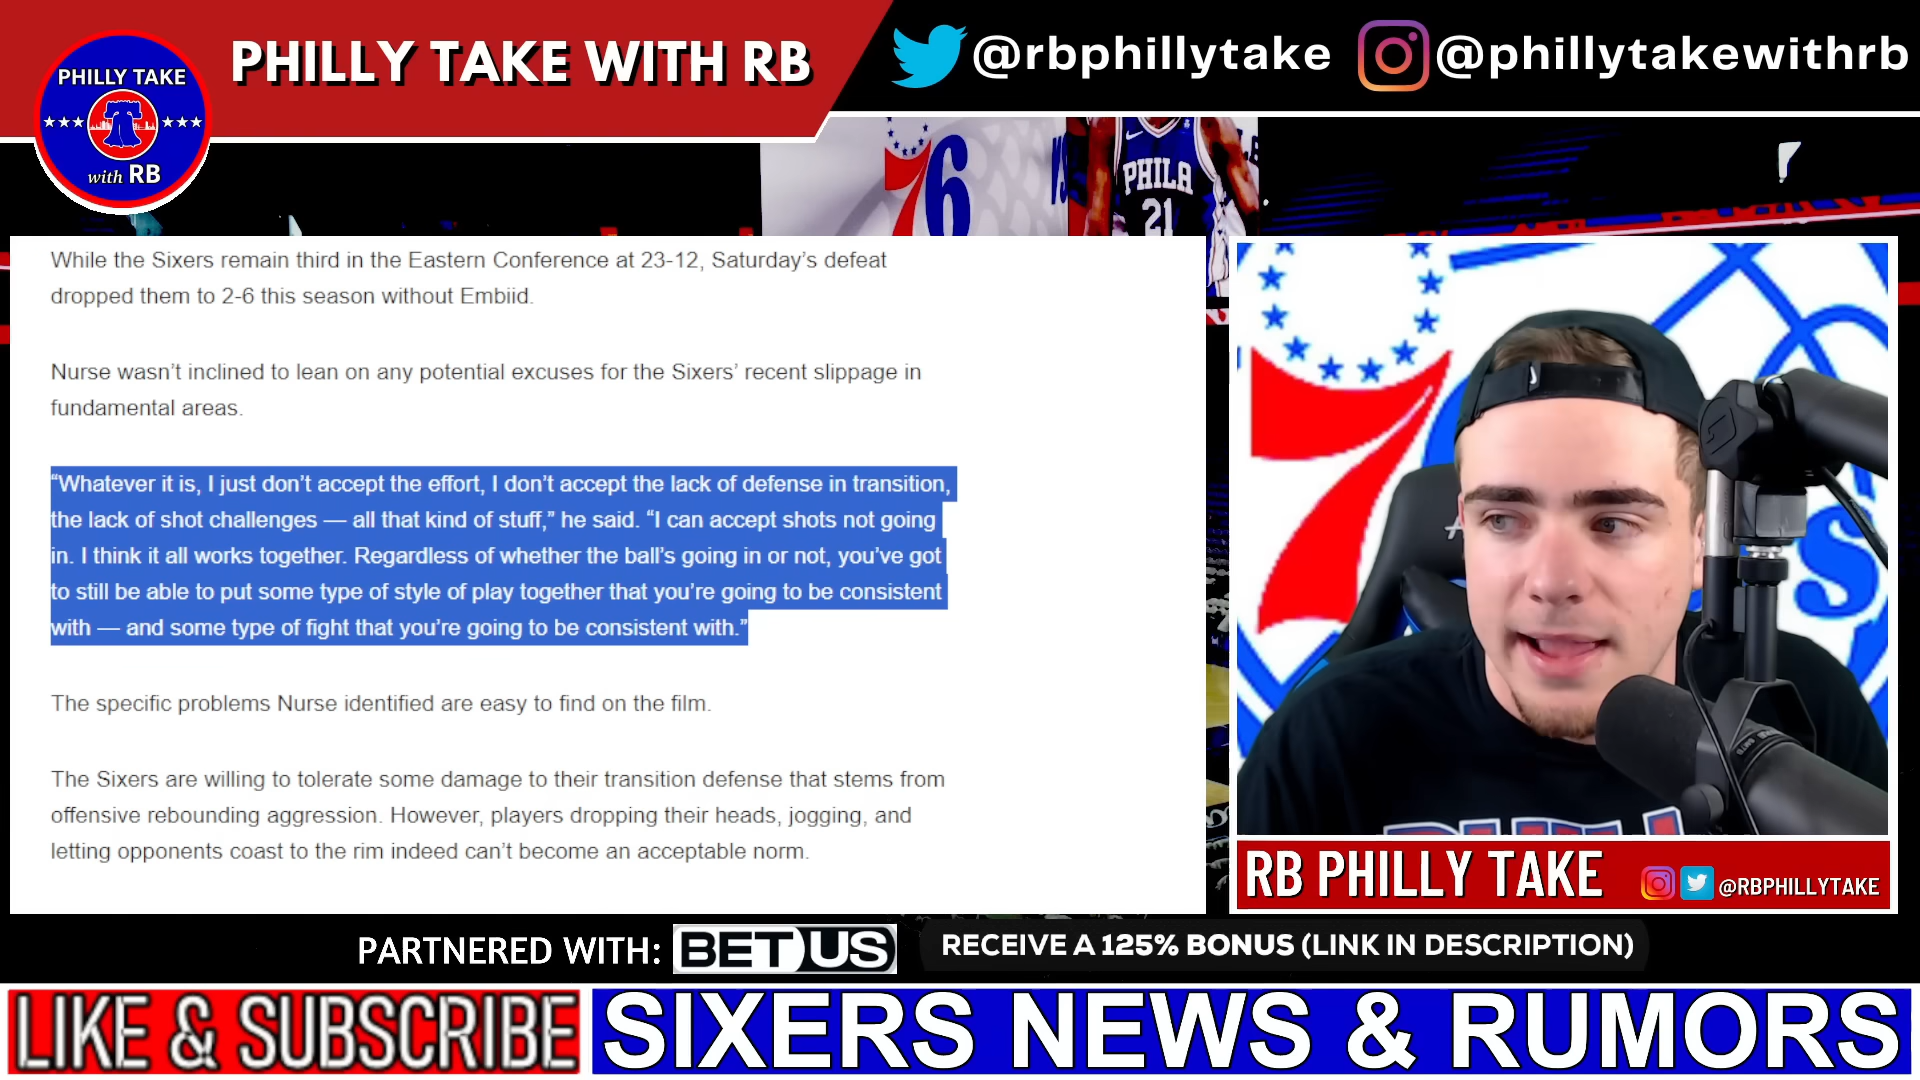 PHILLY TAKE
with RB
PHILLY TAKE WITH RB
@rbphillytake
@phillytakewithrb
76
PHILA
21
While the Sixers remain third in the Eastern Conference at 23-12, Saturday’s defeat
dropped them to 2-6 this season without Embiid.
Nurse wasn’t inclined to lean on any potential excuses for the Sixers’ recent slippage in
fundamental areas.
“Whatever it is, I just don’t accept the effort, I don’t accept the lack of defense in transition,
the lack of shot challenges — all that kind of stuff,” he said. “I can accept shots not going
in. I think it all works together. Regardless of whether the ball’s going in or not, you’ve got
to still be able to put some type of style of play together that you’re going to be consistent
with — and some type of fight that you’re going to be consistent with.”
The specific problems Nurse identified are easy to find on the film.
The Sixers are willing to tolerate some damage to their transition defense that stems from
offensive rebounding aggression. However, players dropping their heads, jogging, and
letting opponents coast to the rim indeed can’t become an acceptable norm.
RB PHILLY TAKE
@RBPHILLYTAKE
PARTNERED WITH: BETUS
RECEIVE A 125% BONUS (LINK IN DESCRIPTION)
LIKE & SUBSCRIBE
SIXERS NEWS & RUMORS